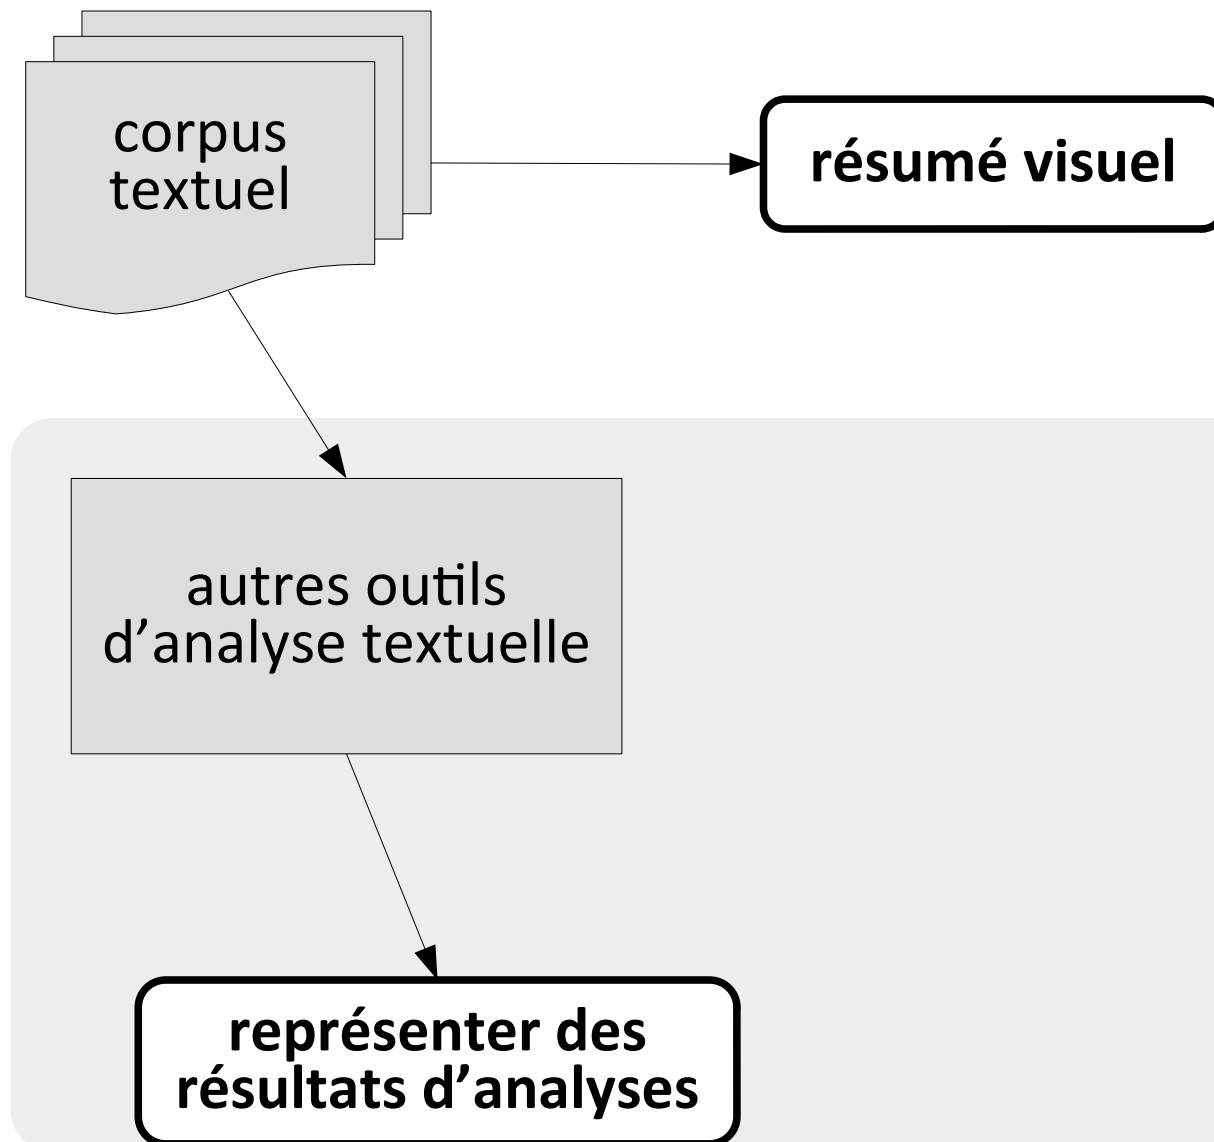 corpus
textuel
résumé visuel
autres outils
d’analyse textuelle
représenter des
résultats d’analyses